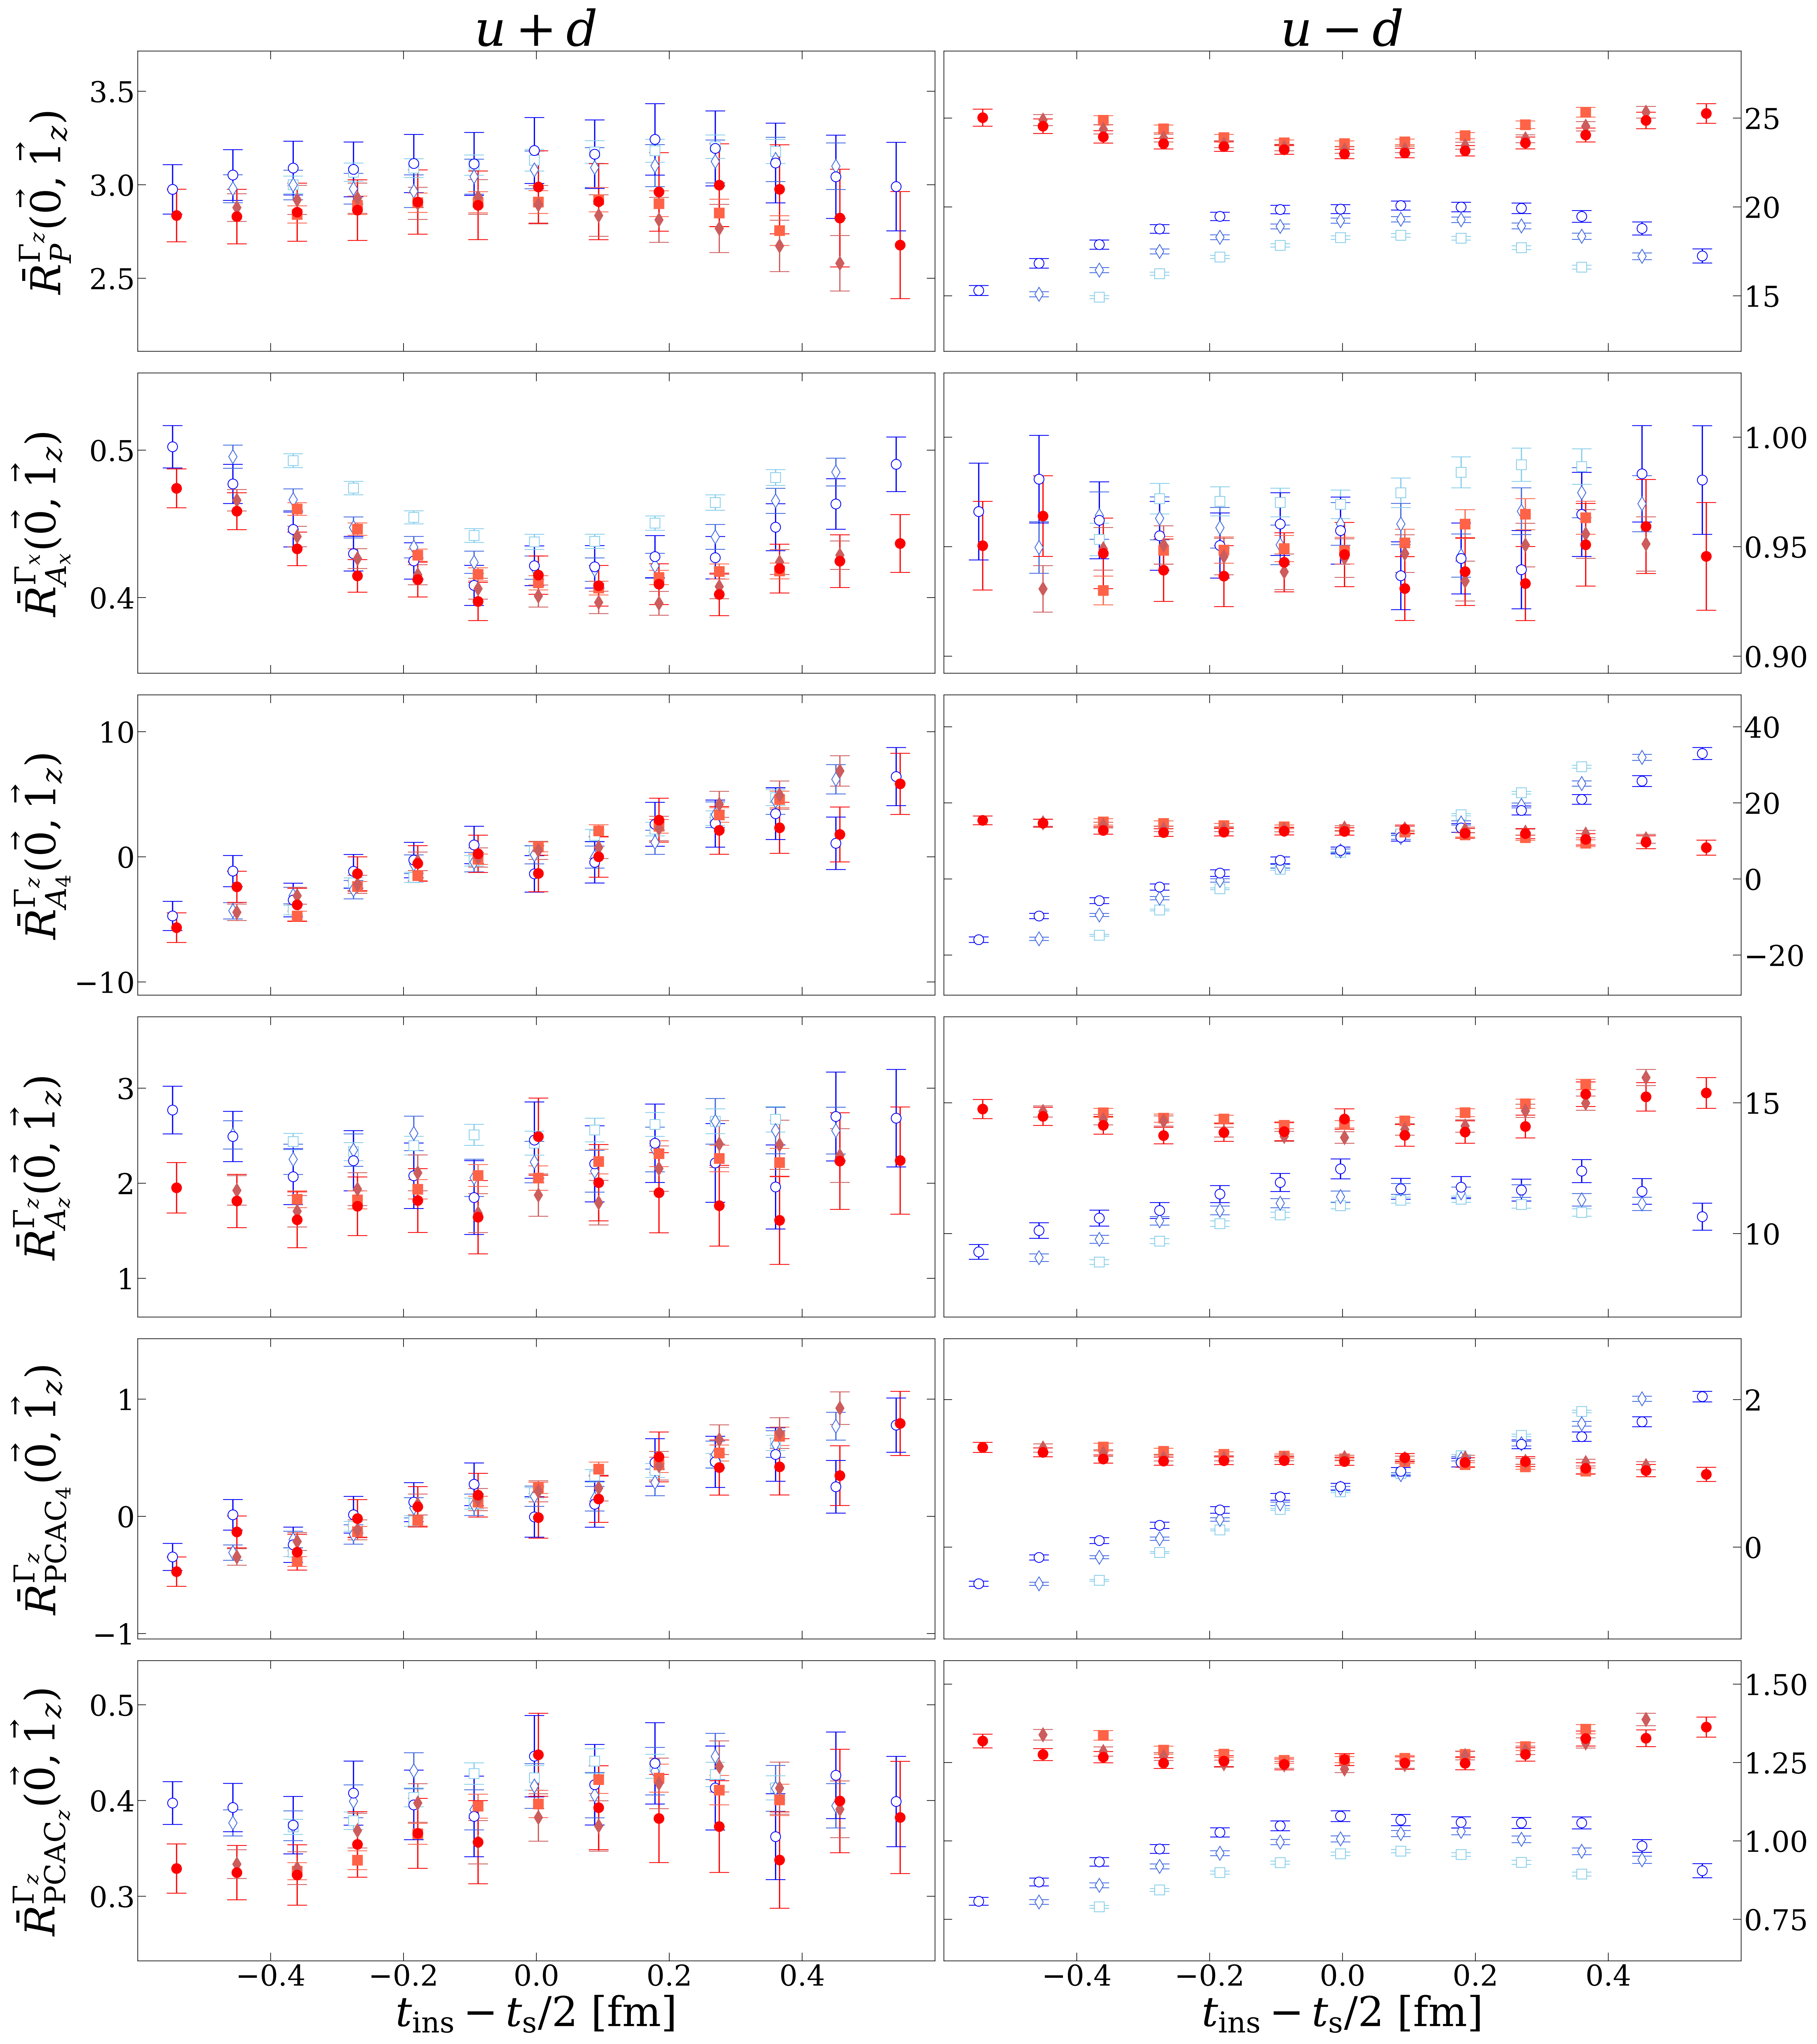 u + d
u − d
R̄_P^{Γ_z}(0⃗, 1⃗_z)
3.5
3.0
2.5
25
20
15
R̄_{A_x}^{Γ_x}(0⃗, 1⃗_z)
0.5
0.4
1.00
0.95
0.90
R̄_{A_4}^{Γ_z}(0⃗, 1⃗_z)
10
0
−10
40
20
0
−20
R̄_{A_z}^{Γ_z}(0⃗, 1⃗_z)
3
2
1
15
10
R̄_{PCAC_4}^{Γ_z}(0⃗, 1⃗_z)
1
0
−1
2
0
R̄_{PCAC_z}^{Γ_z}(0⃗, 1⃗_z)
0.5
0.4
0.3
1.50
1.25
1.00
0.75
−0.4 −0.2 0.0 0.2 0.4
−0.4 −0.2 0.0 0.2 0.4
t_ins − t_s/2 [fm]
t_ins − t_s/2 [fm]